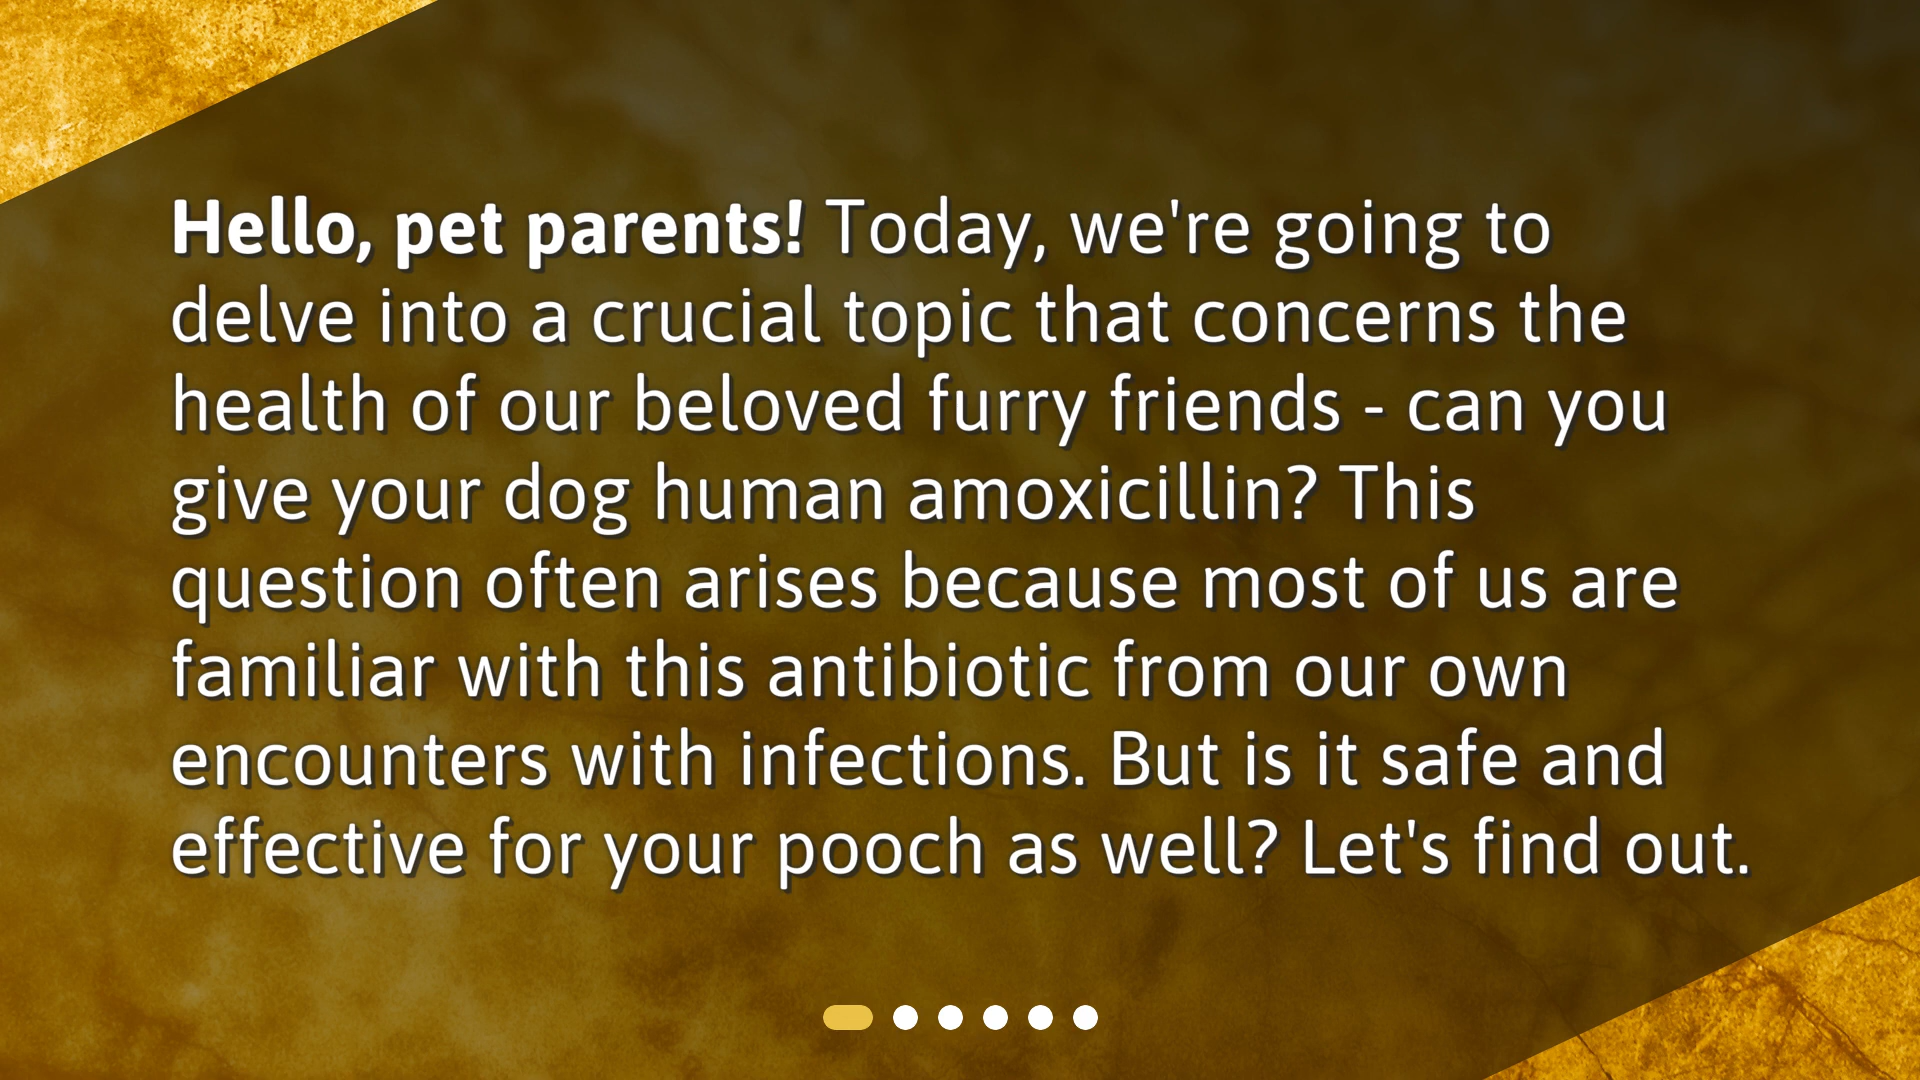 Hello, pet parents! Today, we're going to
delve into a crucial topic that concerns the
health of our beloved furry friends - can you
give your dog human amoxicillin? This
question often arises because most of us are
familiar with this antibiotic from our own
encounters with infections. But is it safe and
effective for your pooch as well? Let's find out.